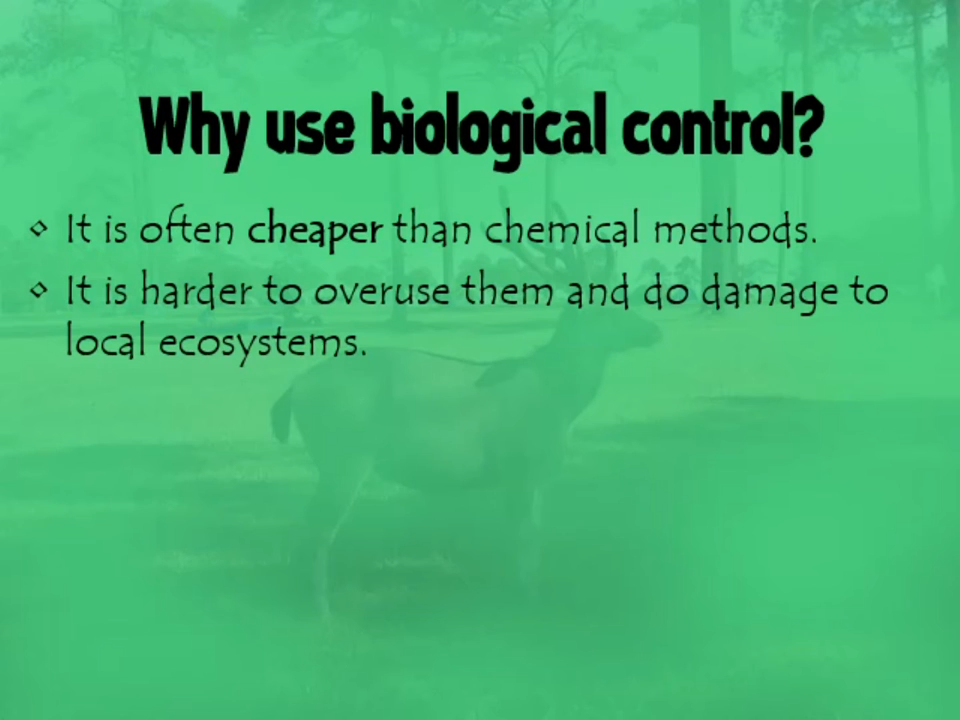 Why use biological control?
⬦ It is often cheaper than chemical methods.
⬦ It is harder to overuse them and do damage to
local ecosystems.